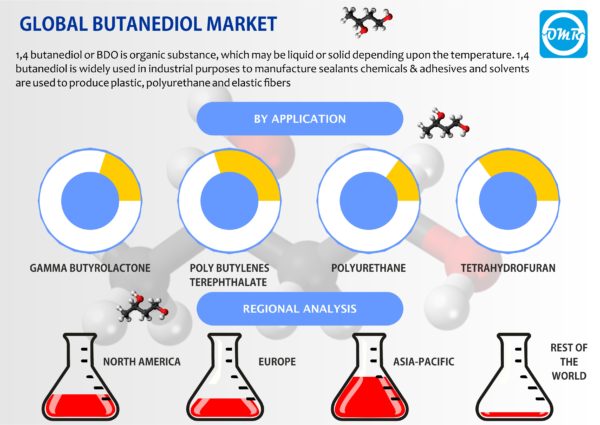 GLOBAL BUTANEDIOL MARKET
OMR
1,4 butanediol or BDO is organic substance, which may be liquid or solid depending upon the temperature. 1,4
butanediol is widely used in industrial purposes to manufacture sealants chemicals & adhesives and solvents
are used to produce plastic, polyurethane and elastic fibers
BY APPLICATION
GAMMA BUTYROLACTONE
POLY BUTYLENES
TEREPHTHALATE
POLYURETHANE
TETRAHYDROFURAN
REGIONAL ANALYSIS
NORTH AMERICA
EUROPE
ASIA-PACIFIC
REST OF
THE
WORLD